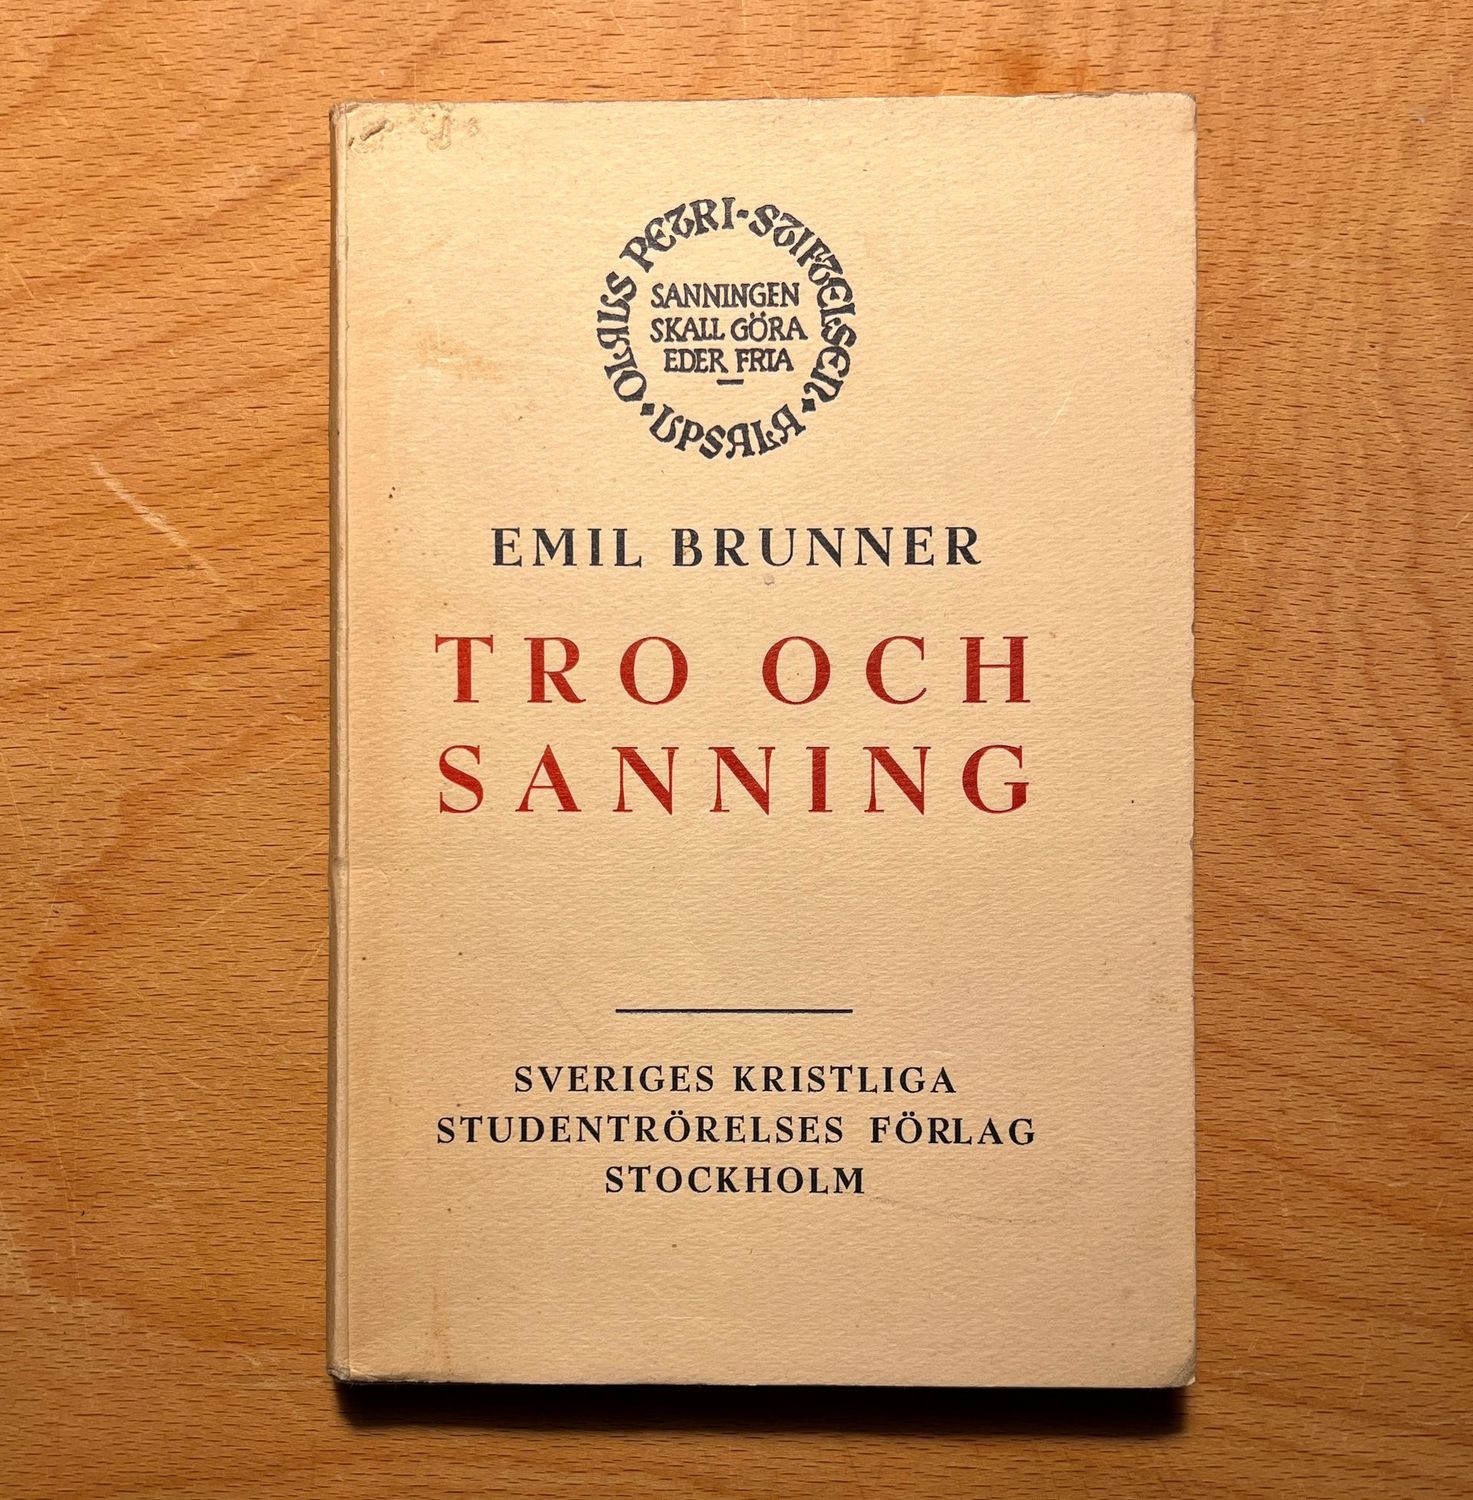 OLAUS PETRI-STIFTELSEN · UPSALA ·
SANNINGEN
SKALL GÖRA
EDER FRIA
EMIL BRUNNER
TRO OCH
SANNING
SVERIGES KRISTLIGA
STUDENTRÖRELSES FÖRLAG
STOCKHOLM